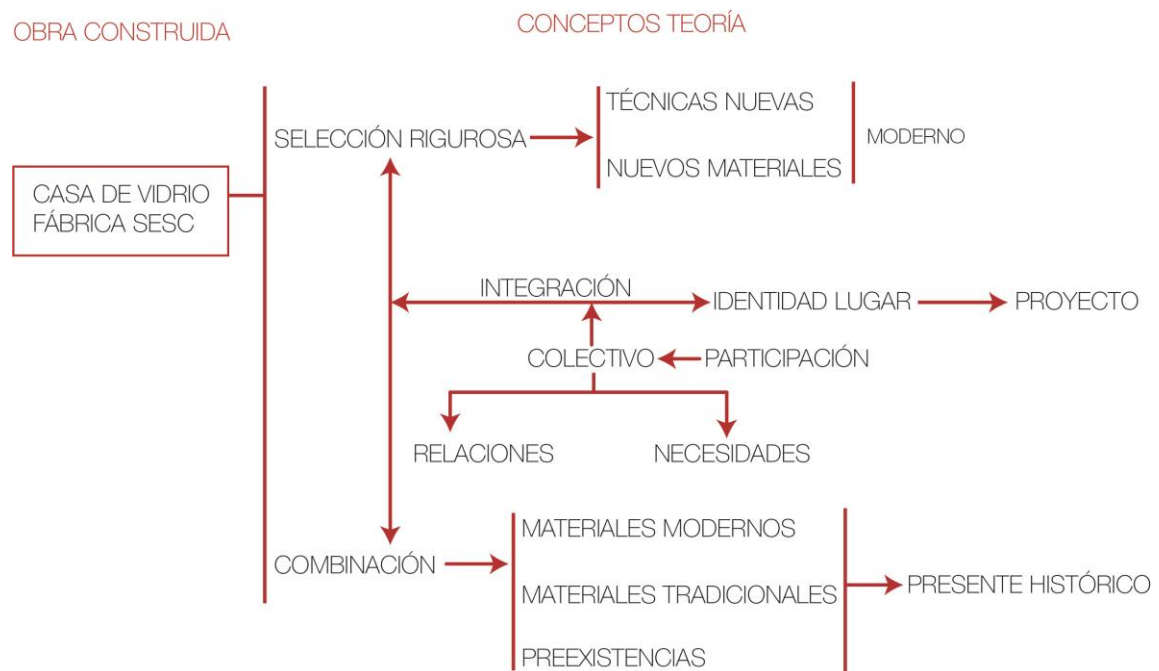 OBRA CONSTRUIDA
CONCEPTOS TEORÍA
TÉCNICAS NUEVAS
SELECCIÓN RIGUROSA
MODERNO
NUEVOS MATERIALES
CASA DE VIDRIO
FÁBRICA SESC
INTEGRACIÓN
IDENTIDAD LUGAR
PROYECTO
COLECTIVO
PARTICIPACIÓN
RELACIONES
NECESIDADES
MATERIALES MODERNOS
COMBINACIÓN
MATERIALES TRADICIONALES
PRESENTE HISTÓRICO
PREEXISTENCIAS